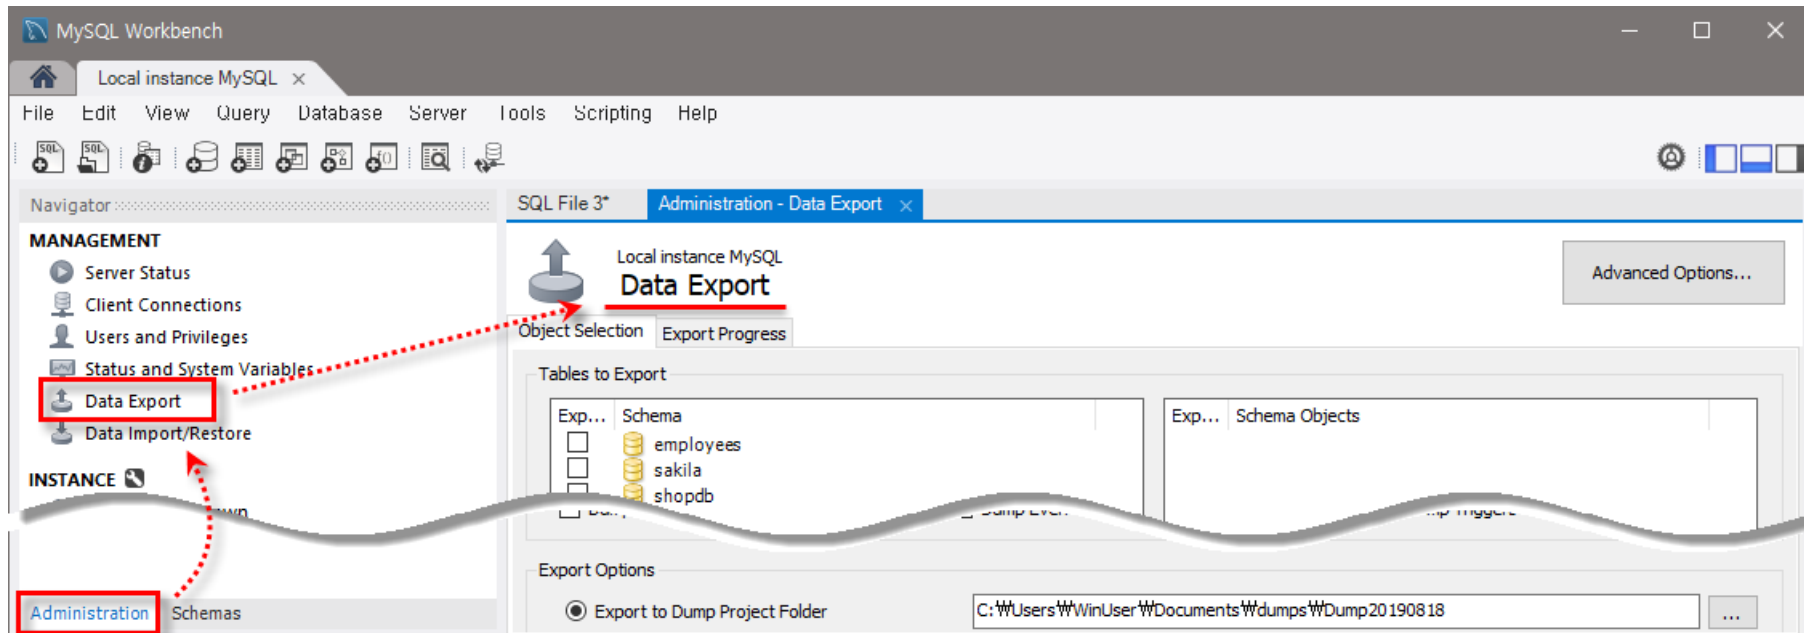 MySQL Workbench
Local instance MySQL
File Edit View Query Database Server Tools Scripting Help
Navigator
MANAGEMENT
Server Status
Client Connections
Users and Privileges
Status and System Variables
Data Export
Data Import/Restore
INSTANCE
Administration Schemas
SQL File 3*
Administration - Data Export
Local instance MySQL
Data Export
Advanced Options...
Object Selection Export Progress
Tables to Export
Exp... Schema
employees
sakila
shopdb
Exp... Schema Objects
Export Options
Export to Dump Project Folder
C:₩Users₩WinUser₩Documents₩dumps₩Dump20190818
...